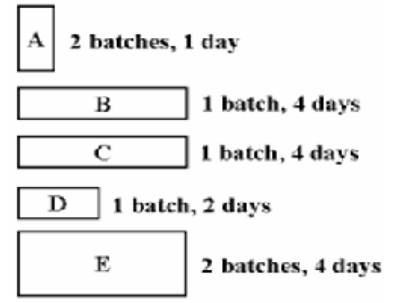 A 2 batches, 1 day
B 1 batch, 4 days
C 1 batch, 4 days
D 1 batch, 2 days
E 2 batches, 4 days